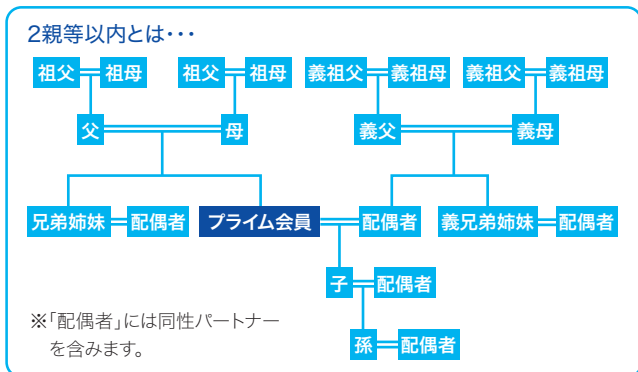 2親等以内とは・・・
祖父 祖母 祖父 祖母 義祖父 義祖母 義祖父 義祖母
父 母 義父 義母
兄弟姉妹 配偶者 プライム会員 配偶者 義兄弟姉妹 配偶者
子 配偶者
※「配偶者」には同性パートナー
を含みます。
孫 配偶者